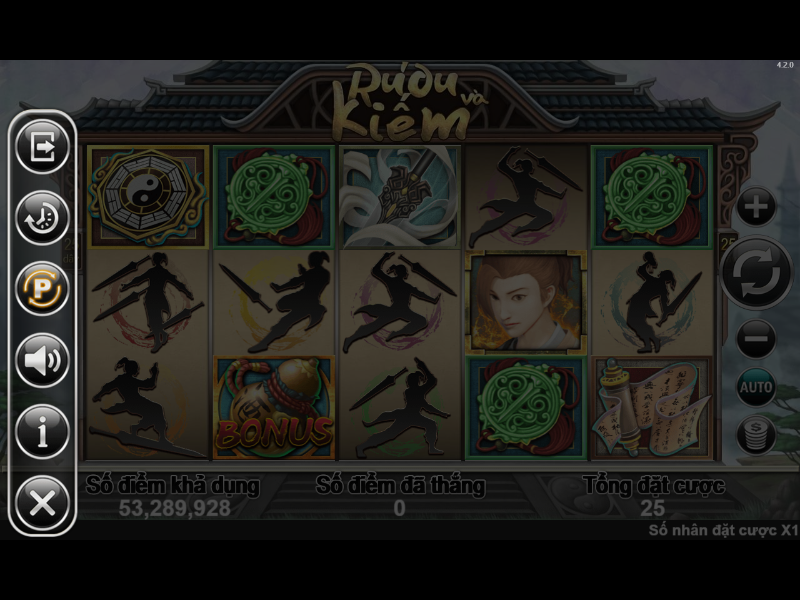 4.2.0
Rượu và
Kiếm
25
P
BONUS
AUTO
Số điểm khả dụng
Số điểm đã thắng
Tổng đặt cược
53,289,928
0
25
Số nhân đặt cược X1